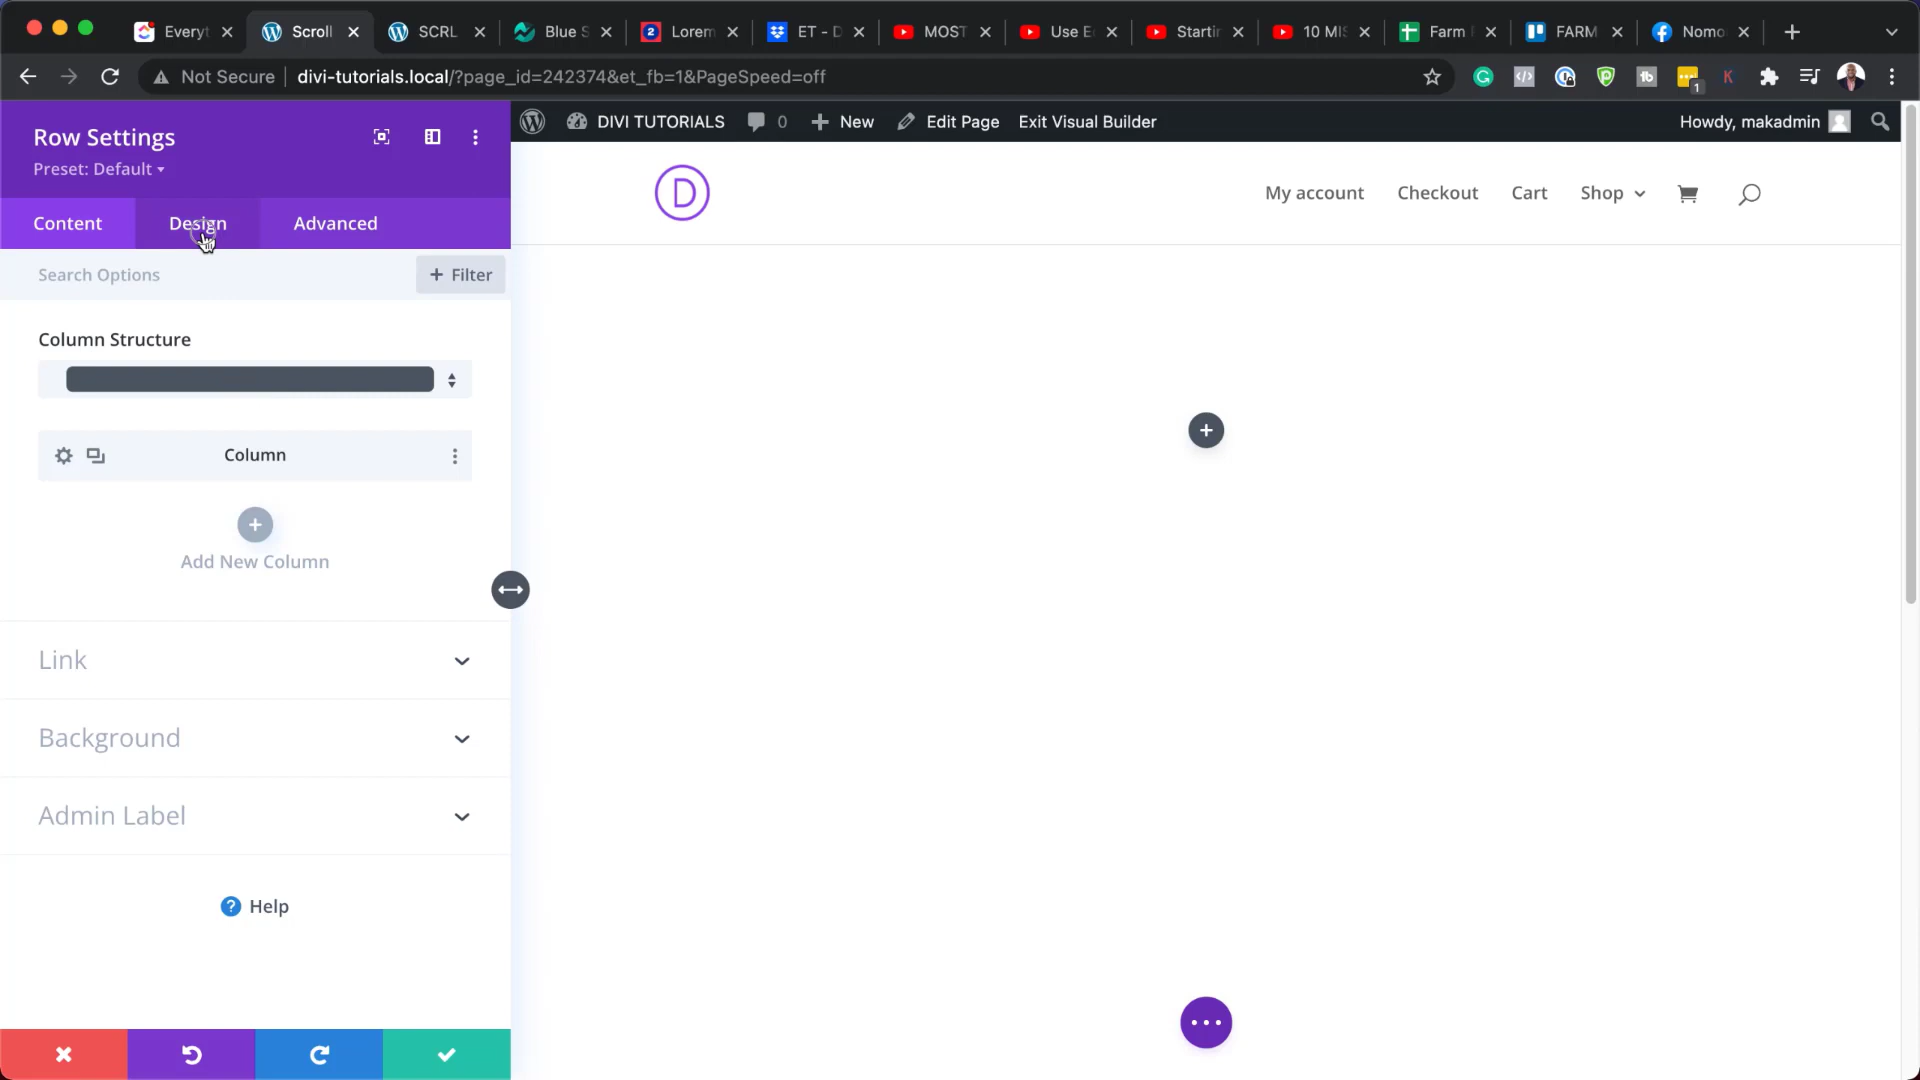 Everyt
Scroll
SCRL
Blue S
Lorem
ET - D
MOST
Use E
Startin
10 MIS
Farm
FARM
Nomo
Not Secure
divi-tutorials.local/?page_id=242374&et_fb=1&PageSpeed=off
1
Row Settings
Preset: Default
Content
Design
Advanced
Search Options
+ Filter
Column Structure
Column
Add New Column
Link
Background
Admin Label
? Help
DIVI TUTORIALS
0
New
Edit Page
Exit Visual Builder
Howdy, makadmin
D
My account
Checkout
Cart
Shop